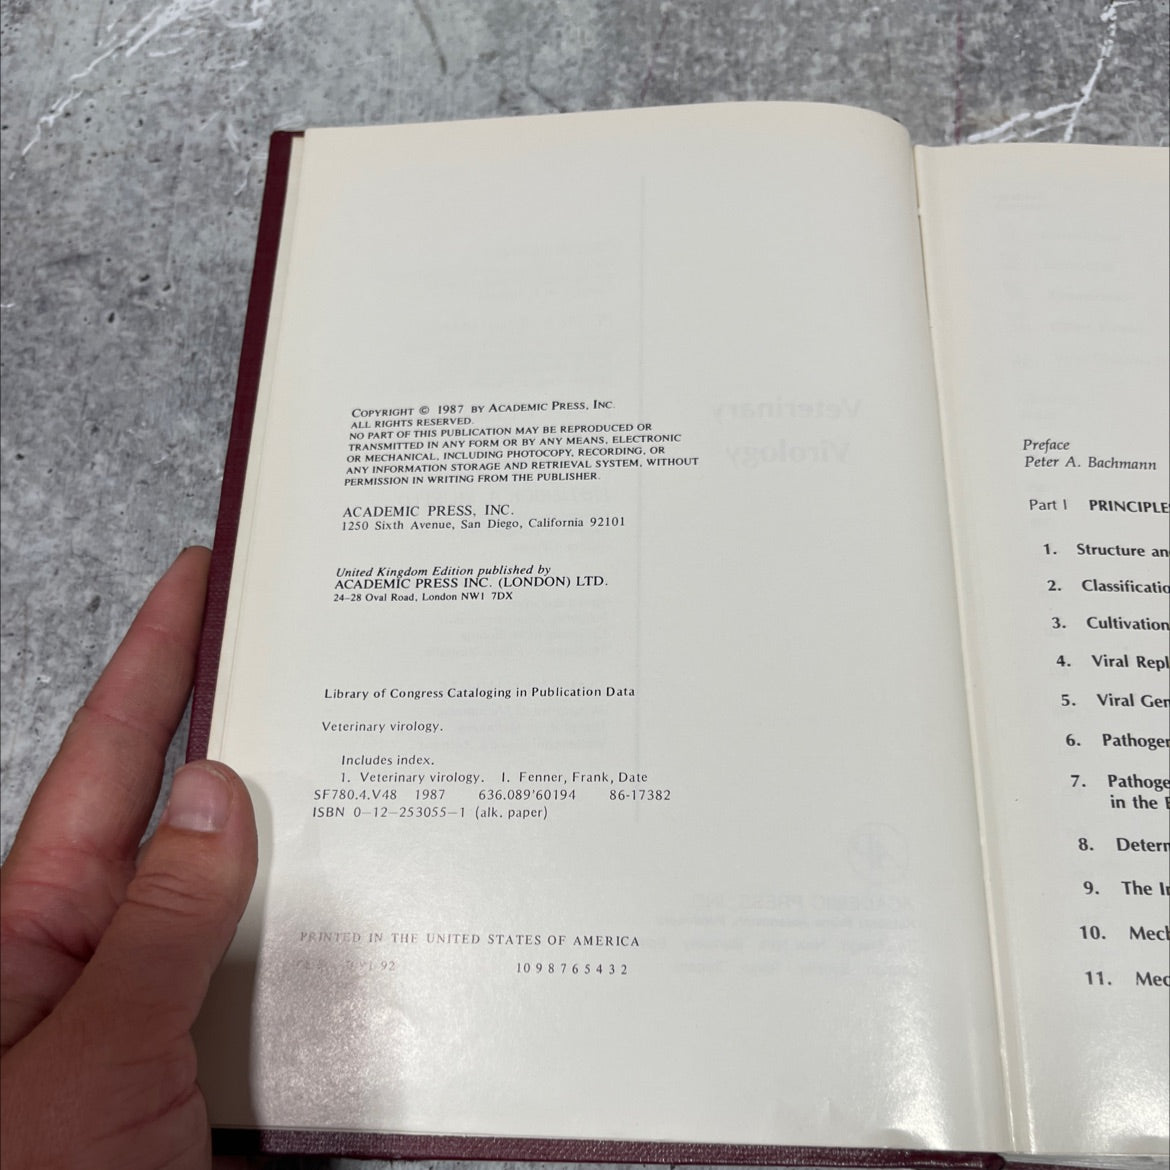 COPYRIGHT © 1987 BY ACADEMIC PRESS, INC.
ALL RIGHTS RESERVED.
NO PART OF THIS PUBLICATION MAY BE REPRODUCED OR
TRANSMITTED IN ANY FORM OR BY ANY MEANS, ELECTRONIC
OR MECHANICAL, INCLUDING PHOTOCOPY, RECORDING, OR
ANY INFORMATION STORAGE AND RETRIEVAL SYSTEM, WITHOUT
PERMISSION IN WRITING FROM THE PUBLISHER.
ACADEMIC PRESS, INC.
1250 Sixth Avenue, San Diego, California 92101
United Kingdom Edition published by
ACADEMIC PRESS INC. (LONDON) LTD.
24–28 Oval Road, London NW1 7DX
Library of Congress Cataloging in Publication Data
Veterinary virology.
Includes index.
1. Veterinary virology. I. Fenner, Frank, Date
SF780.4.V48 1987 636.089'60194 86-17382
ISBN 0–12–253055–1 (alk. paper)
PRINTED IN THE UNITED STATES OF AMERICA
92 10 9 8 7 6 5 4 3 2
Preface
Peter A. Bachmann
Part I PRINCIPLE
1. Structure an
2. Classificatio
3. Cultivation
4. Viral Repl
5. Viral Gen
6. Pathogen
7. Pathoge
in the
8. Determ
9. The I
10. Mech
11. Mec